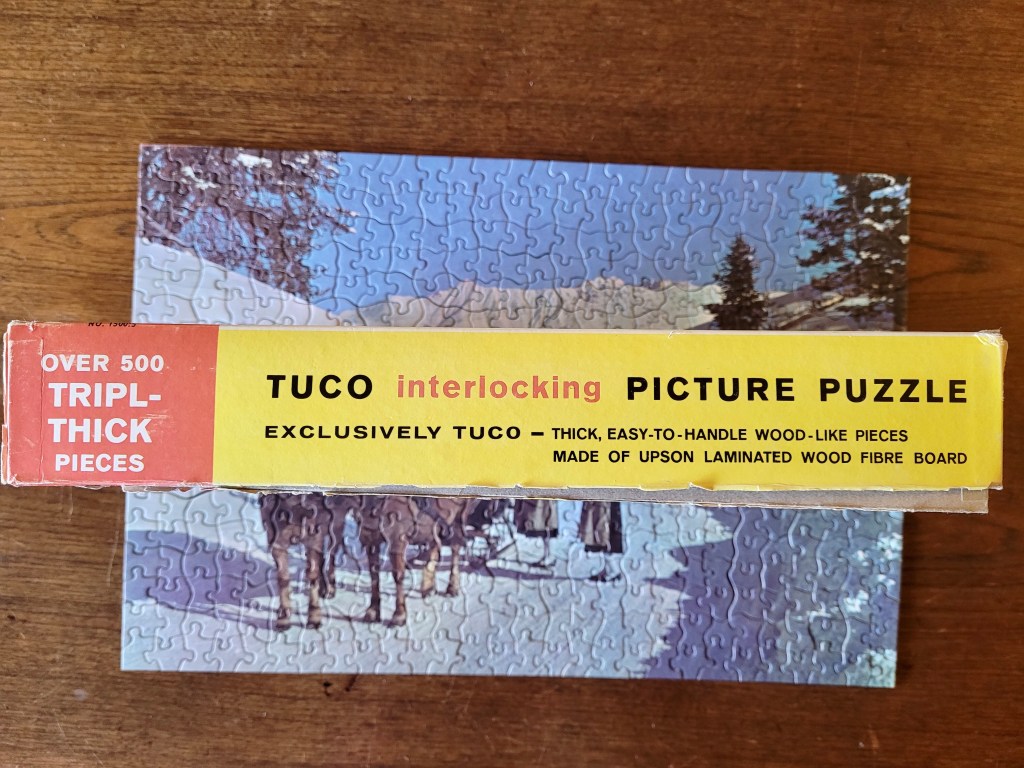 OVER 500
TRIPL-
THICK
PIECES
TUCO interlocking PICTURE PUZZLE
EXCLUSIVELY TUCO – THICK, EASY-TO-HANDLE WOOD-LIKE PIECES
MADE OF UPSON LAMINATED WOOD FIBRE BOARD